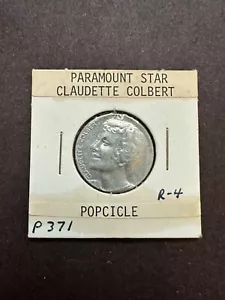 PARAMOUNT STAR
CLAUDETTE COLBERT
R-4
POPCICLE
P371